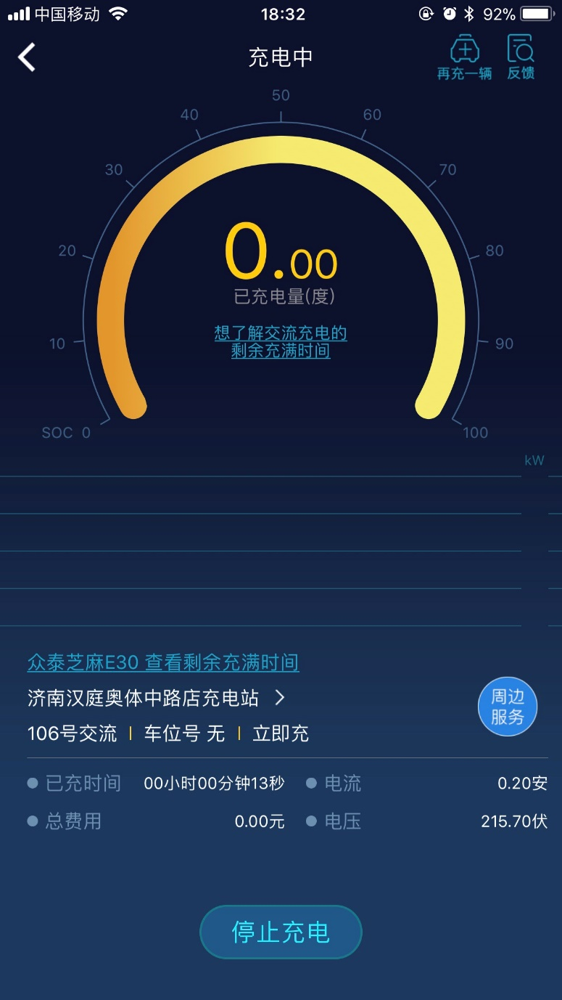 中国移动 18:32 92%
充电中
再充一辆 反馈
50
40 60
30 70
20 80
10 90
SOC 0 100
0.00
已充电量(度)
想了解交流充电的
剩余充满时间
kW
众泰芝麻E30 查看剩余充满时间
济南汉庭奥体中路店充电站
周边
服务
106号交流 车位号 无 立即充
已充时间 00小时00分钟13秒 电流 0.20安
总费用 0.00元 电压 215.70伏
停止充电